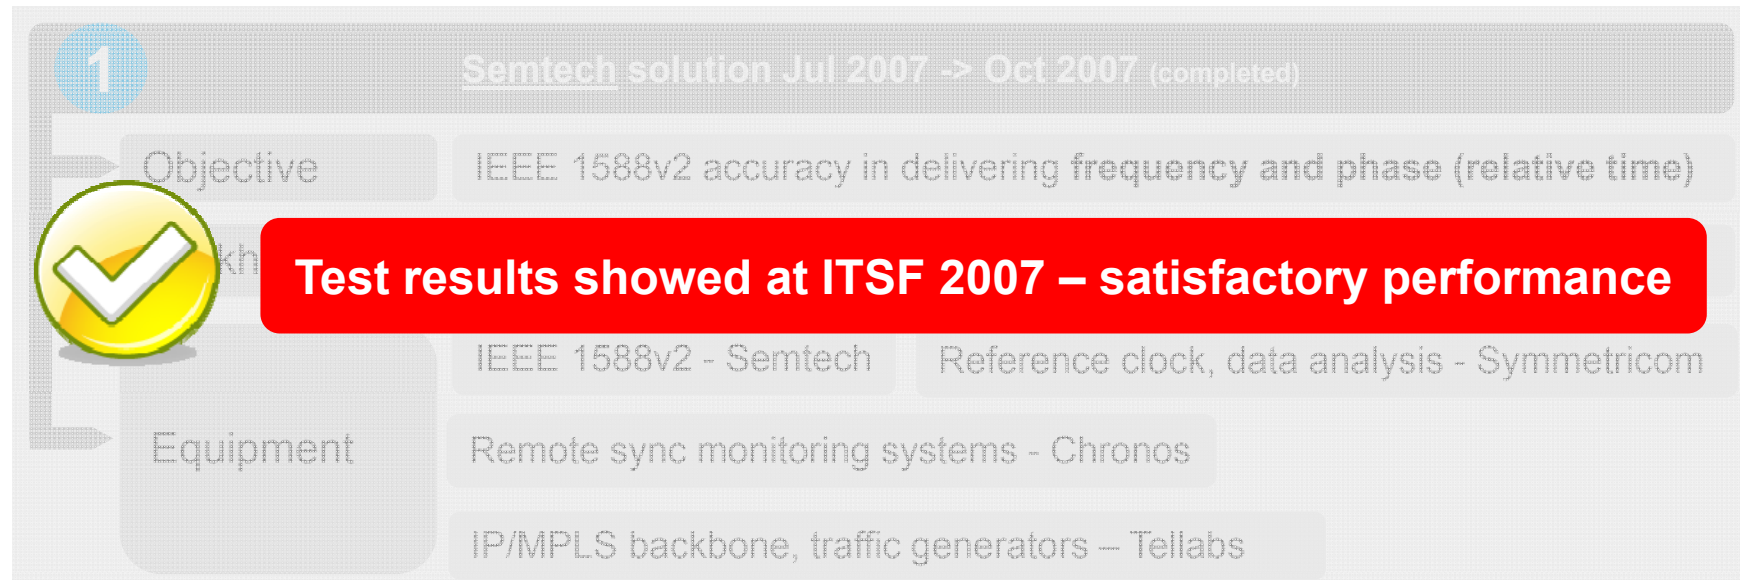 1
Semtech solution Jul 2007 -> Oct 2007 (completed)
Objective
IEEE 1588v2 accuracy in delivering frequency and phase (relative time)
Test results showed at ITSF 2007 – satisfactory performance
IEEE 1588v2 - Semtech
Reference clock, data analysis - Symmetricom
Equipment
Remote sync monitoring systems - Chronos
IP/MPLS backbone, traffic generators – Tellabs